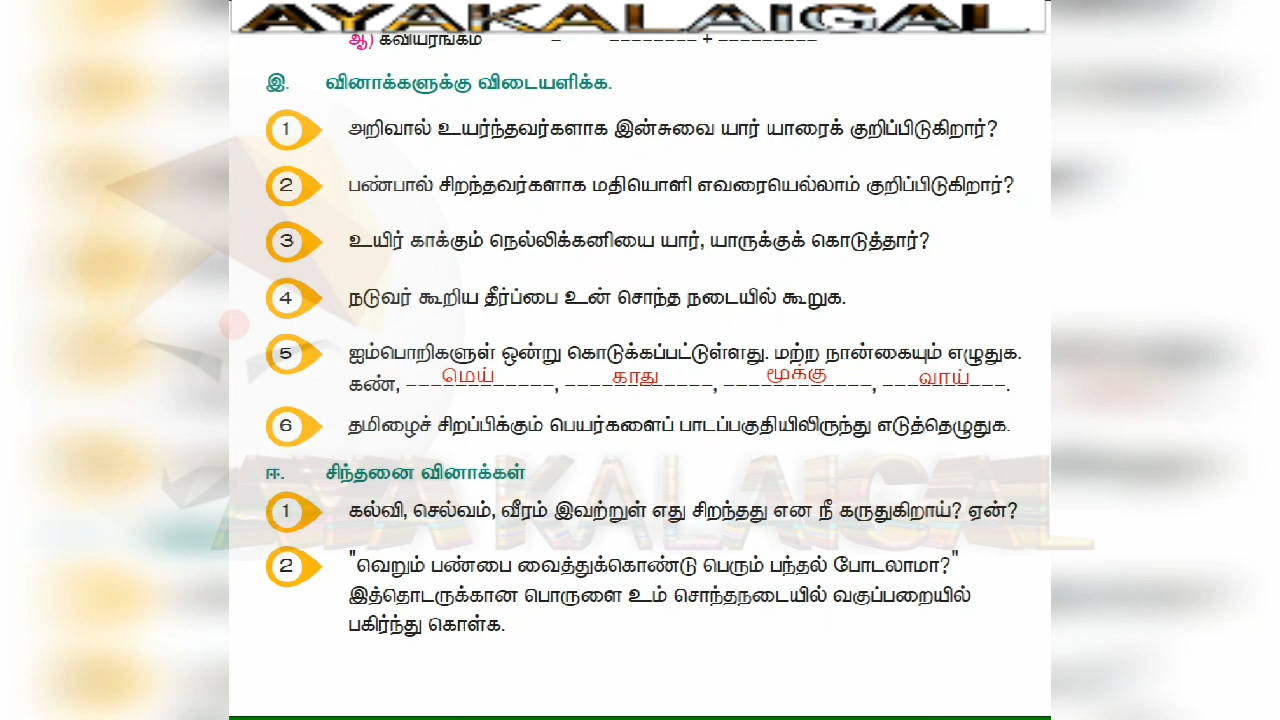 AYAKALAIGAL
ஆ) கவியரங்கம் – –––––––– + –––––––––
இ. வினாக்களுக்கு விடையளிக்க.
1 அறிவால் உயர்ந்தவர்களாக இன்சுவை யார் யாரைக் குறிப்பிடுகிறார்?
2 பண்பால் சிறந்தவர்களாக மதியொளி எவரையெல்லாம் குறிப்பிடுகிறார்?
3 உயிர் காக்கும் நெல்லிக்கனியை யார், யாருக்குக் கொடுத்தார்?
4 நடுவர் கூறிய தீர்ப்பை உன் சொந்த நடையில் கூறுக.
5 ஐம்பொறிகளுள் ஒன்று கொடுக்கப்பட்டுள்ளது. மற்ற நான்கையும் எழுதுக.
கண், மெய், காது, மூக்கு, வாய்.
6 தமிழைச் சிறப்பிக்கும் பெயர்களைப் பாடப்பகுதியிலிருந்து எடுத்தெழுதுக.
ஈ. சிந்தனை வினாக்கள்
AYA KALAIGAL
1 கல்வி, செல்வம், வீரம் இவற்றுள் எது சிறந்தது என நீ கருதுகிறாய்? ஏன்?
2 "வெறும் பண்பை வைத்துக்கொண்டு பெரும் பந்தல் போடலாமா?"
இத்தொடருக்கான பொருளை உம் சொந்தநடையில் வகுப்பறையில்
பகிர்ந்து கொள்க.